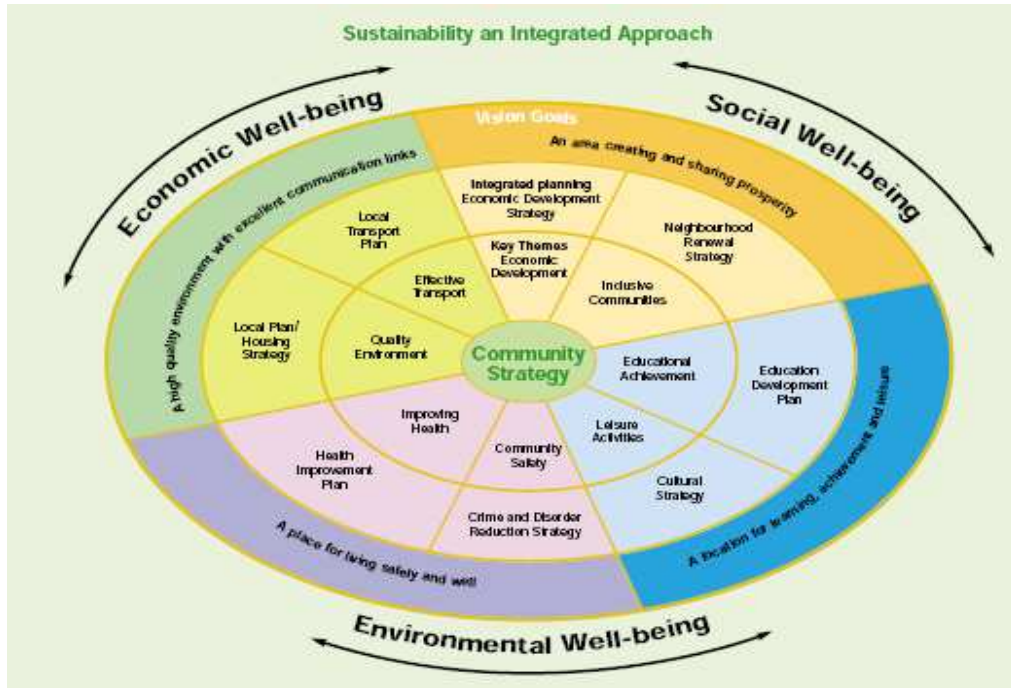 Sustainability an Integrated Approach
Economic Well-being
Social Well-being
Vision Goals
An area creating and sharing prosperity
A high quality environment with excellent communication links
Integrated planning
Economic Development
Strategy
Neighbourhood
Renewal
Strategy
Local
Transport
Plan
Key Themes
Economic
Development
Effective
Transport
Inclusive
Communities
Local Plan/
Housing
Strategy
Quality
Environment
Community
Strategy
Educational
Achievement
Education
Development
Plan
Improving
Health
Leisure
Activities
Community
Safety
Health
Improvement
Plan
Cultural
Strategy
Crime and Disorder
Reduction Strategy
A place for living safely and well
A location for learning, achievement and leisure
Environmental Well-being